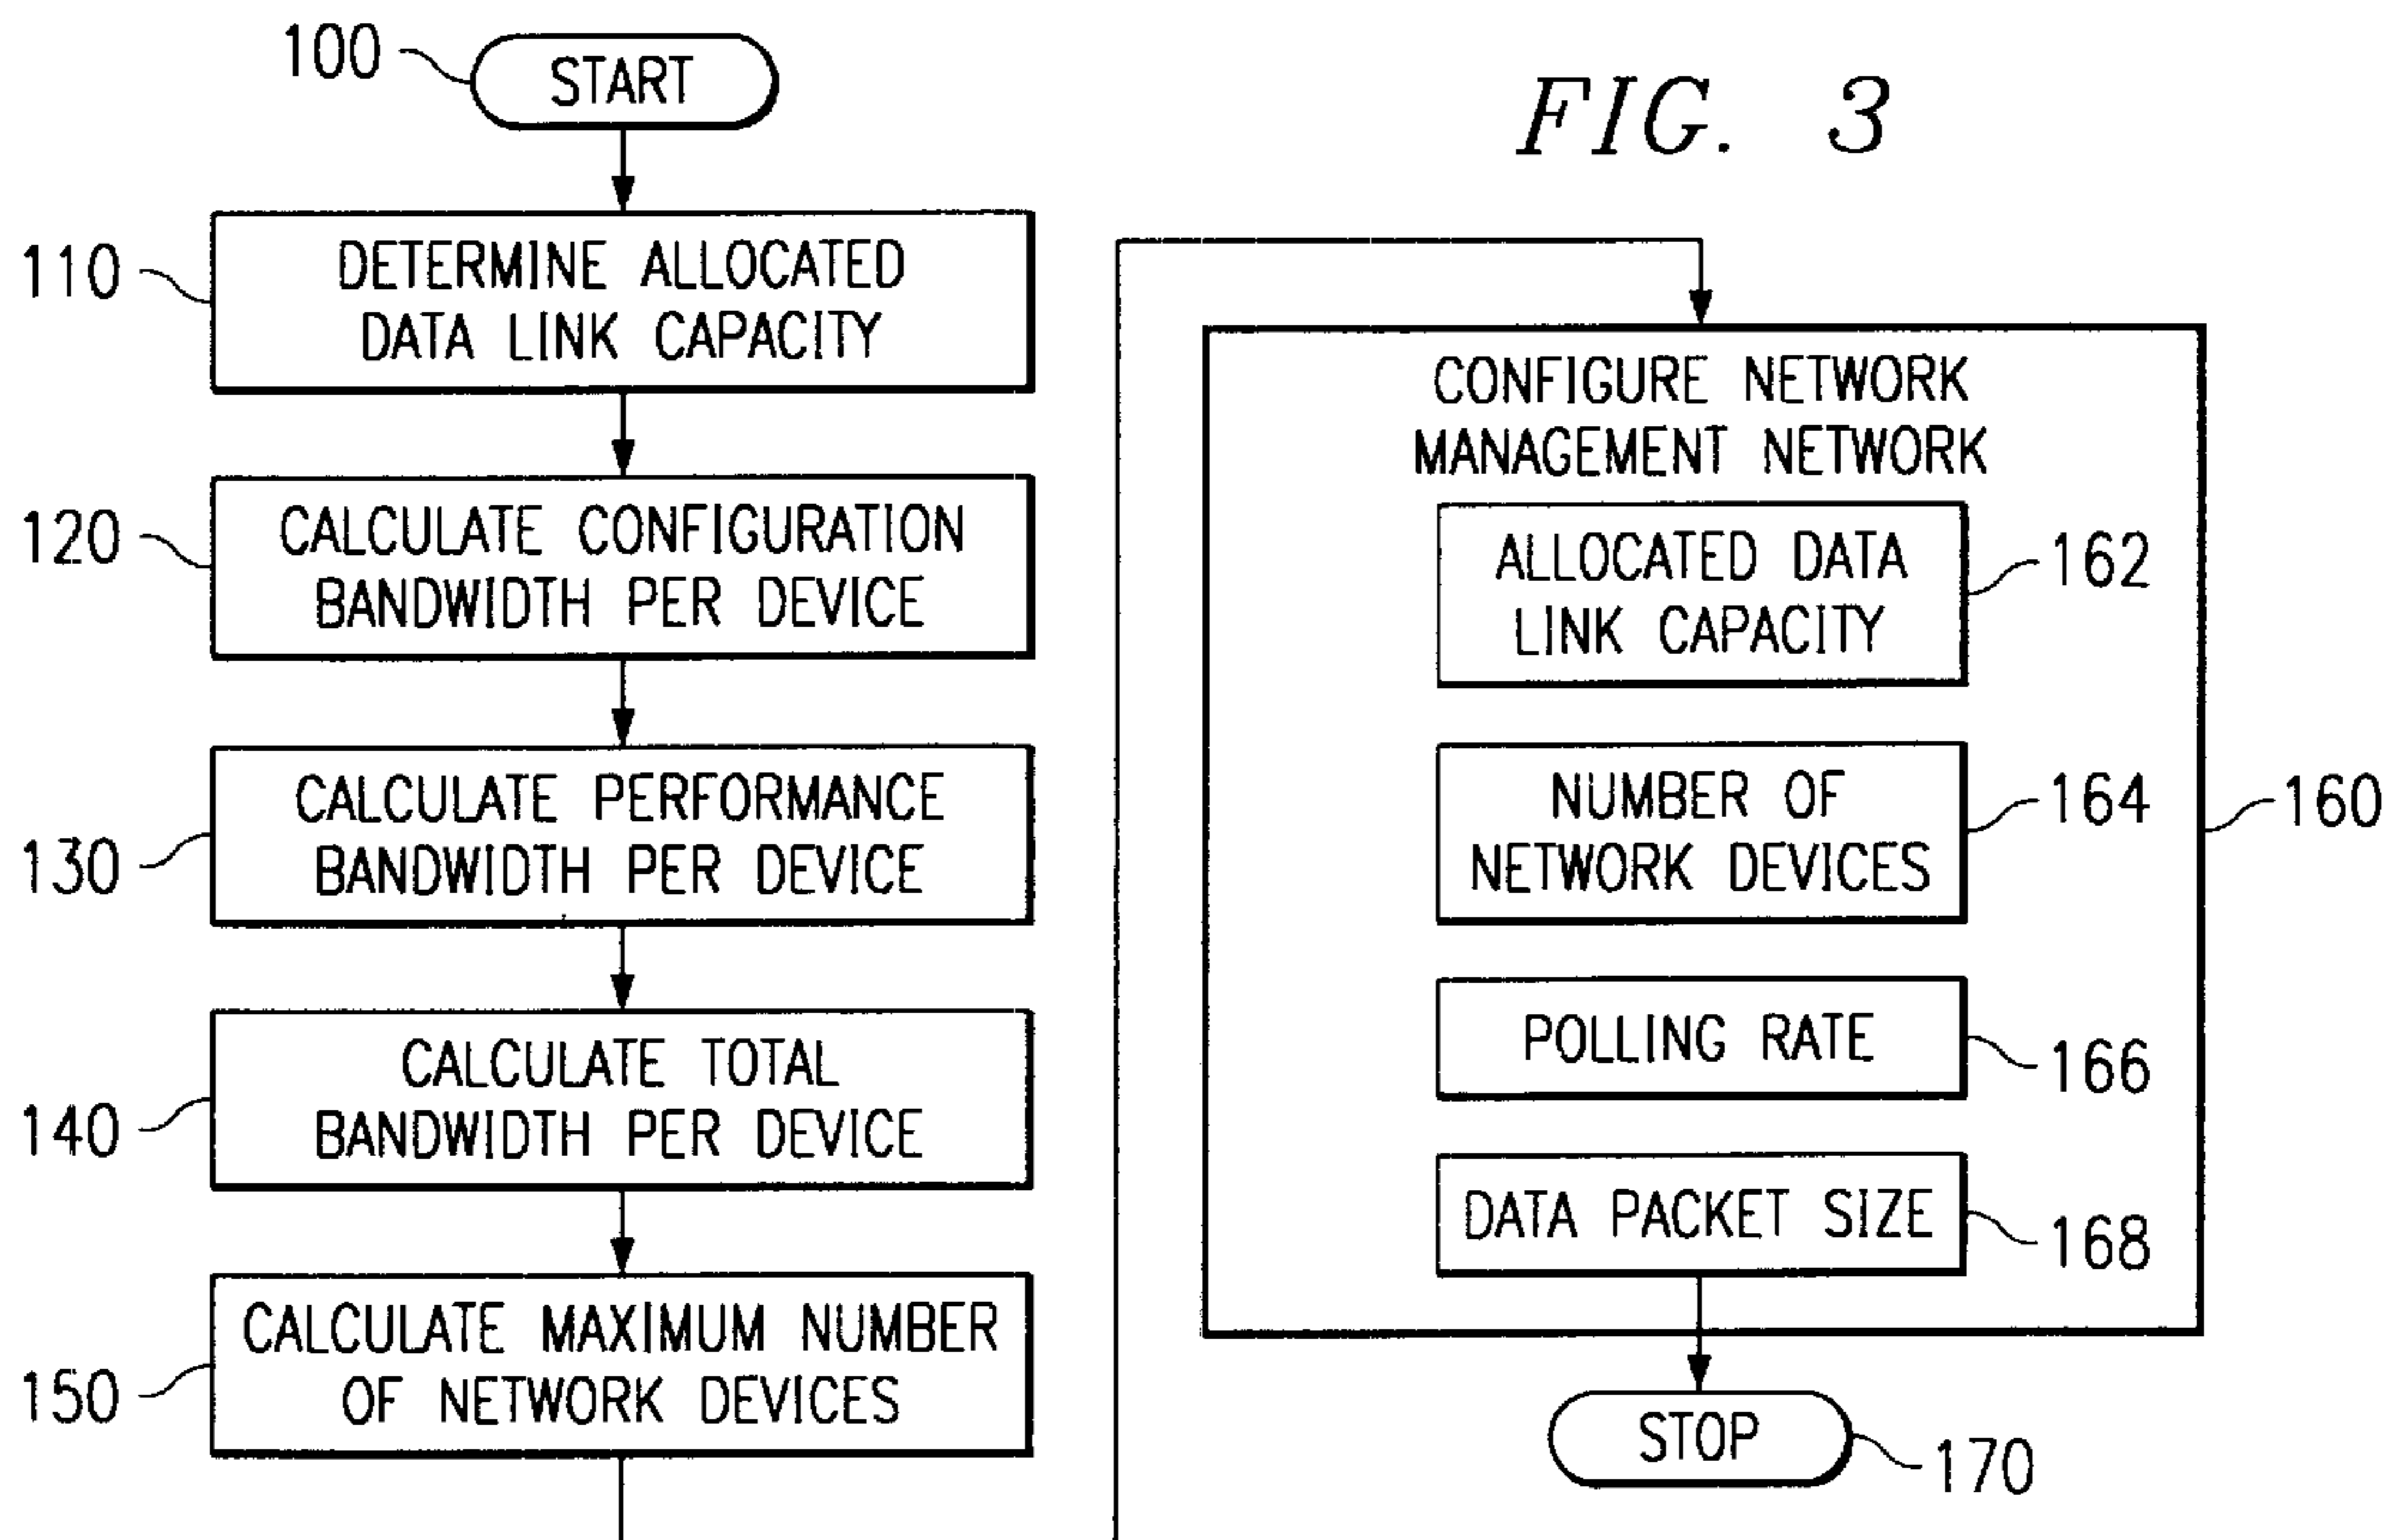 100
START
FIG. 3
110
DETERMINE ALLOCATED
DATA LINK CAPACITY
120
CALCULATE CONFIGURATION
BANDWIDTH PER DEVICE
130
CALCULATE PERFORMANCE
BANDWIDTH PER DEVICE
140
CALCULATE TOTAL
BANDWIDTH PER DEVICE
150
CALCULATE MAXIMUM NUMBER
OF NETWORK DEVICES
CONFIGURE NETWORK
MANAGEMENT NETWORK
160
ALLOCATED DATA
LINK CAPACITY
162
NUMBER OF
NETWORK DEVICES
164
POLLING RATE
166
DATA PACKET SIZE
168
STOP
170